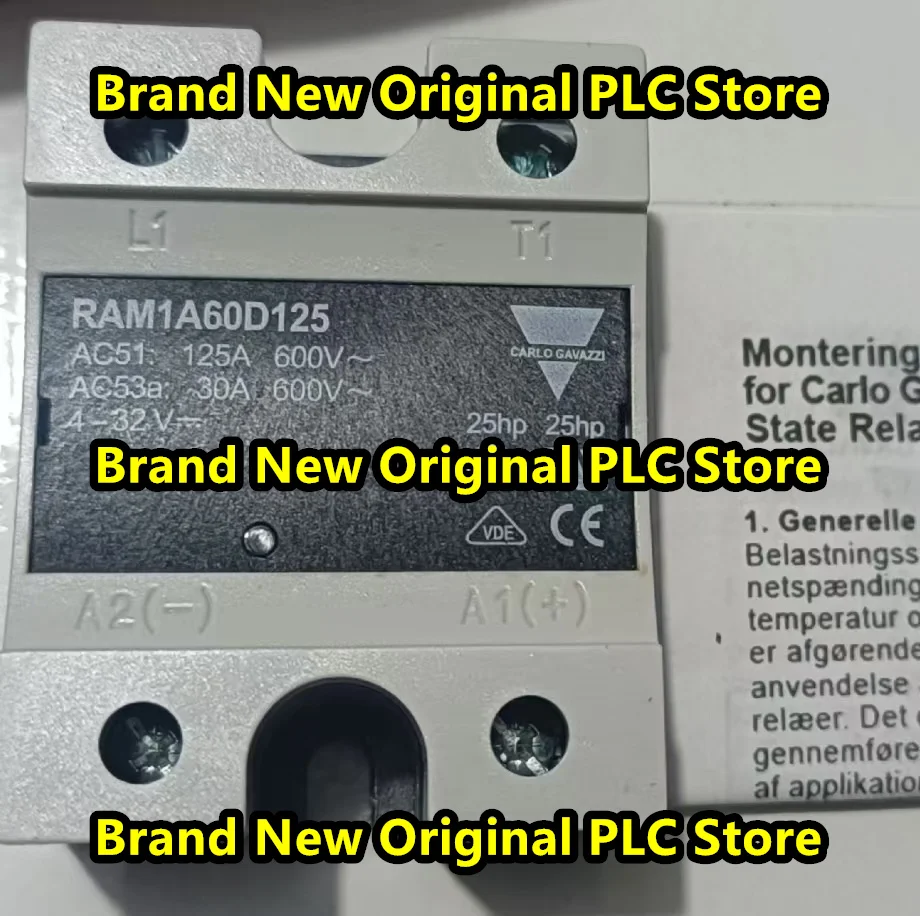 Brand New Original PLC Store
L1
T1
RAM1A60D125
AC51: 125A 600V~
AC53a: 30A 600V~
4-32V⎓
CARLO GAVAZZI
25hp 25hp
Brand New Original PLC Store
VDE
CE
A2(-)
A1(+)
Brand New Original PLC Store
Montering
for Carlo G
State Rela
1. Generelle
Belastningss
netspænding
temperatur o
er afgørende
anvendelse
relæer. Det
gennemføre
af applikation